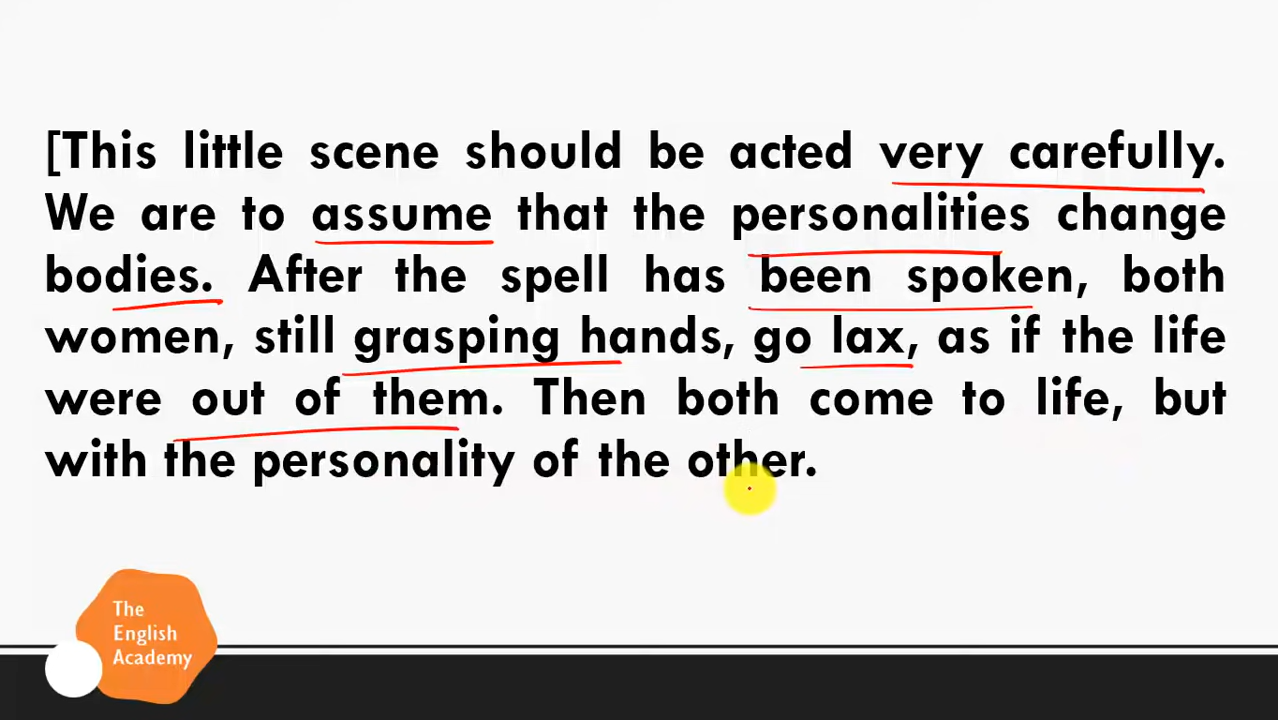 [This little scene should be acted very carefully.
We are to assume that the personalities change
bodies. After the spell has been spoken, both
women, still grasping hands, go lax, as if the life
were out of them. Then both come to life, but
with the personality of the other.
The
English
Academy